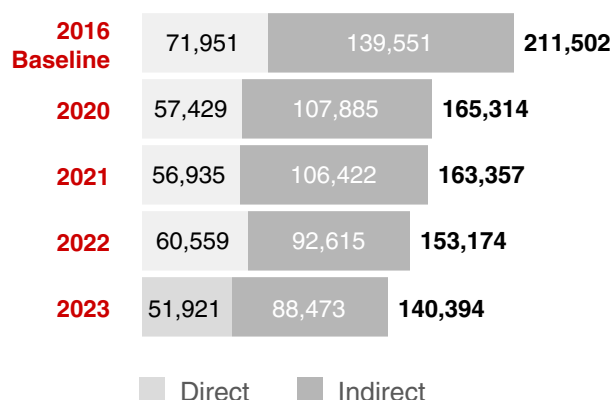 2016
Baseline
71,951 139,551 211,502
2020 57,429 107,885 165,314
2021 56,935 106,422 163,357
2022 60,559 92,615 153,174
2023 51,921 88,473 140,394
Direct Indirect